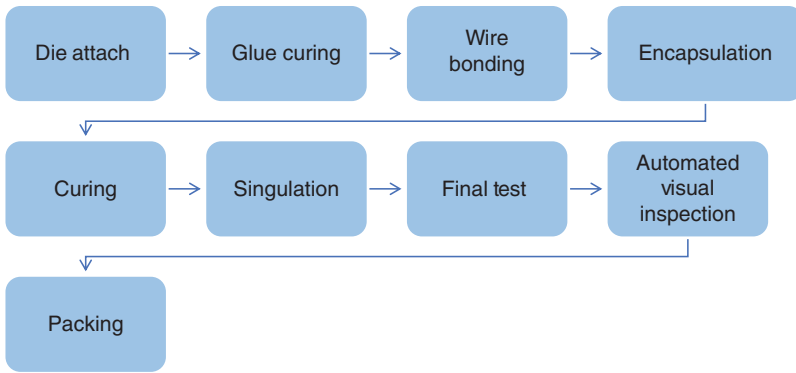 Die attach
Glue curing
Wire
bonding
Encapsulation
Curing
Singulation
Final test
Automated
visual
inspection
Packing